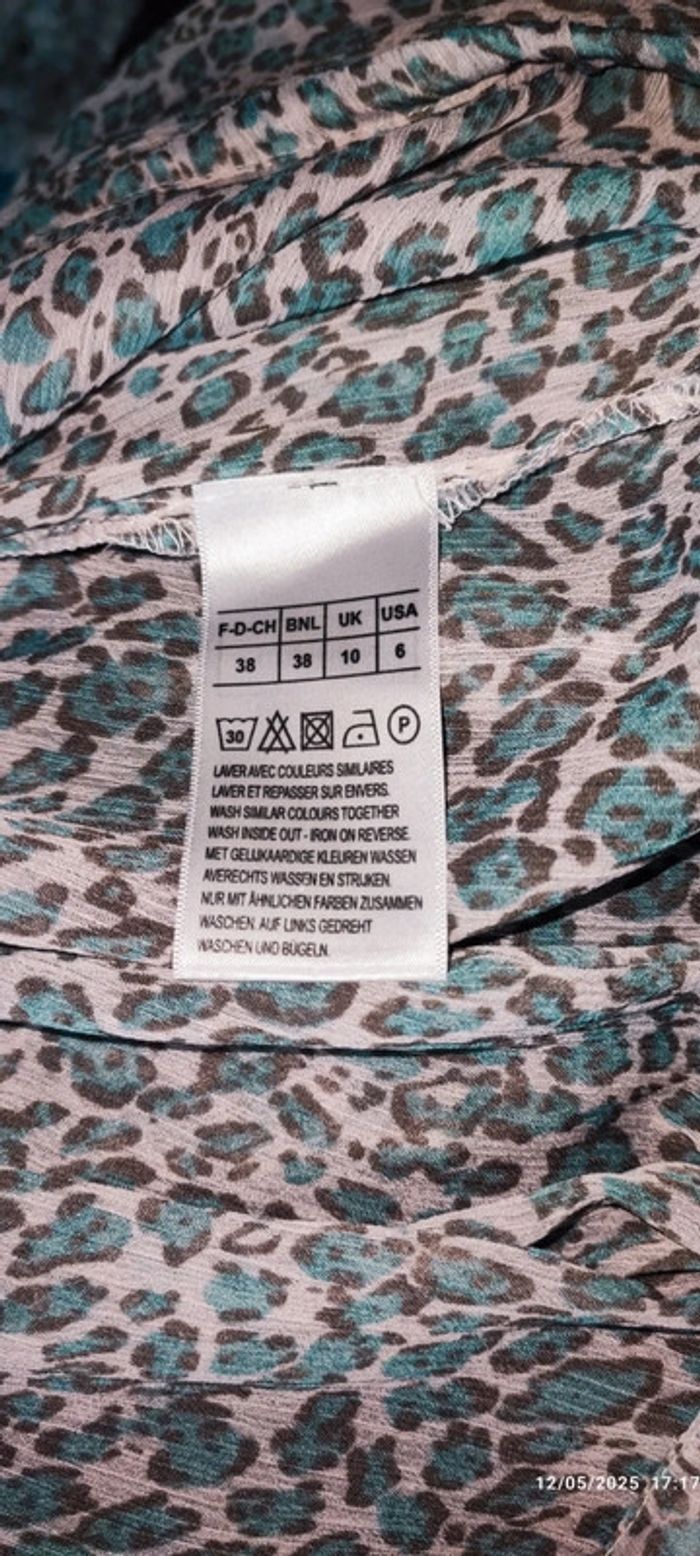 F-D-CH BNL UK USA
38 38 10 6
30 P
LAVER AVEC COULEURS SIMILAIRES
LAVER ET REPASSER SUR ENVERS.
WASH SIMILAR COLOURS TOGETHER
WASH INSIDE OUT - IRON ON REVERSE.
MET GELIJKAARDIGE KLEUREN WASSEN
AVERECHTS WASSEN EN STRIJKEN.
NUR MIT ÄHNLICHEN FARBEN ZUSAMMEN
WASCHEN. AUF LINKS GEDREHT
WASCHEN UND BÜGELN.
12/05/2025 17:17